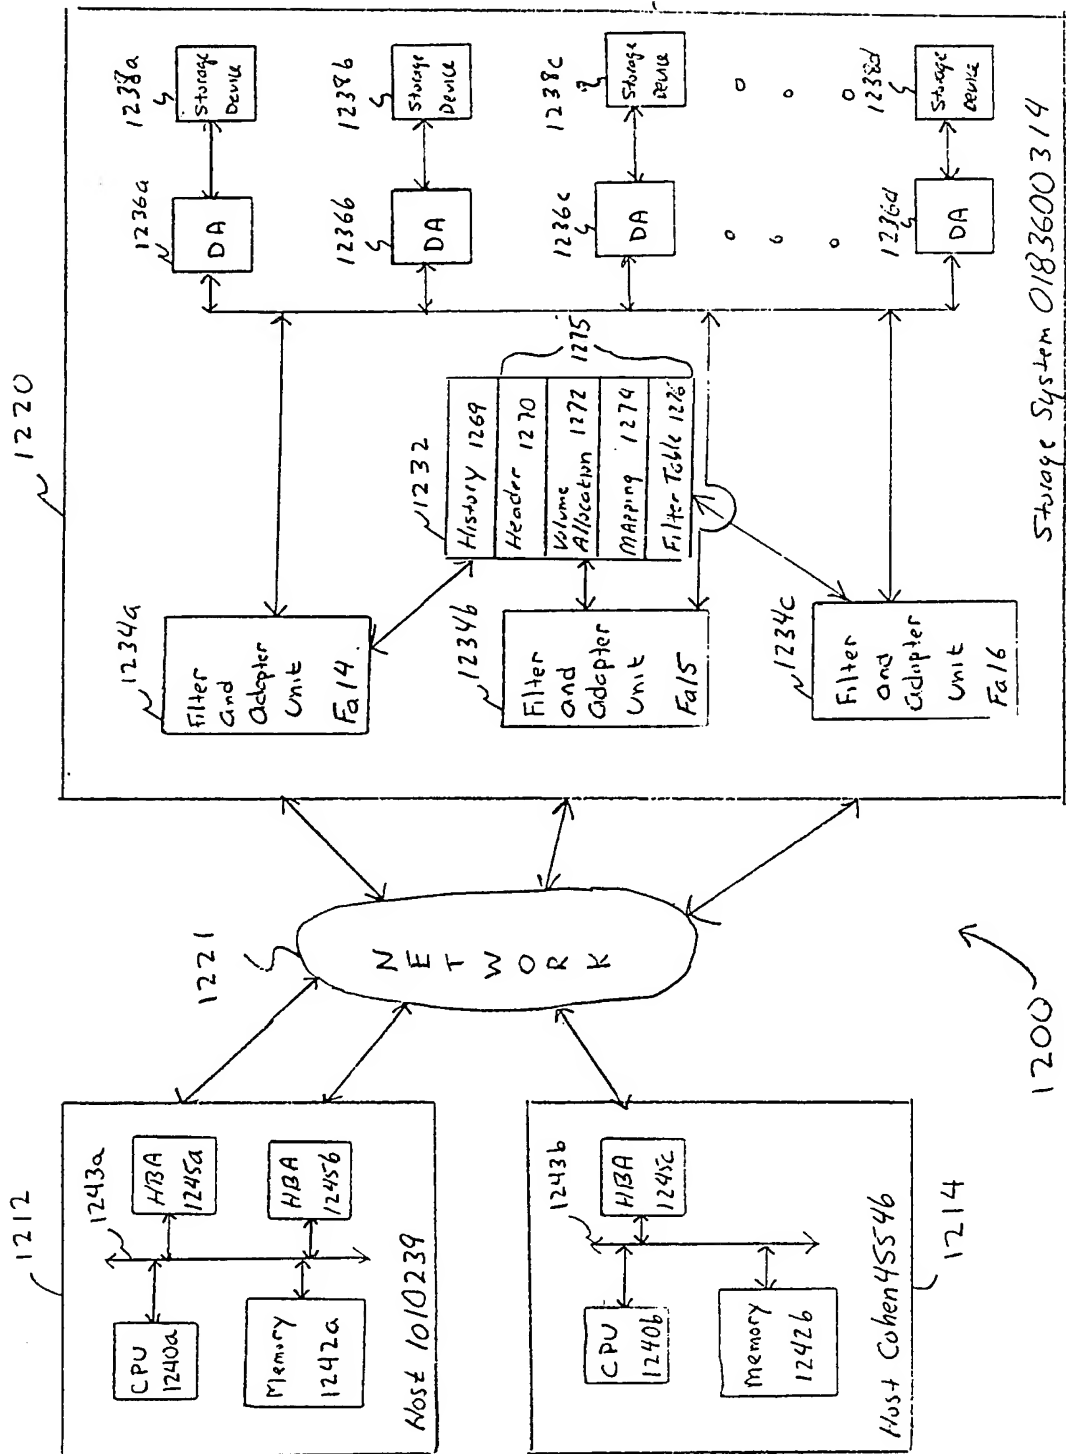 1220
1238a
Storage
Device
1236a
DA
1238b
Storage
Device
1236b
DA
1238c
Storage
Device
1236c
DA
1238d
Storage
Device
1236d
DA
1232
History 1269
Header 1270
Volume
Allocation 1272
Mapping 1274
Filter Table 1276
1275
1234a
Filter
and
Adapter
Unit
Fa14
1234b
Filter
and
adapter
Unit
Fa15
1234c
Filter
and
adapter
Unit
Fa16
Storage System 01836003 14
1221
NETWORK
1212
1243a
HBA
1245a
HBA
1245b
CPU
1240a
Memory
1242a
Host 1010239
1243b
HBA
1245c
CPU
1240b
Memory
1242b
Host Cohen45546
1214
1200